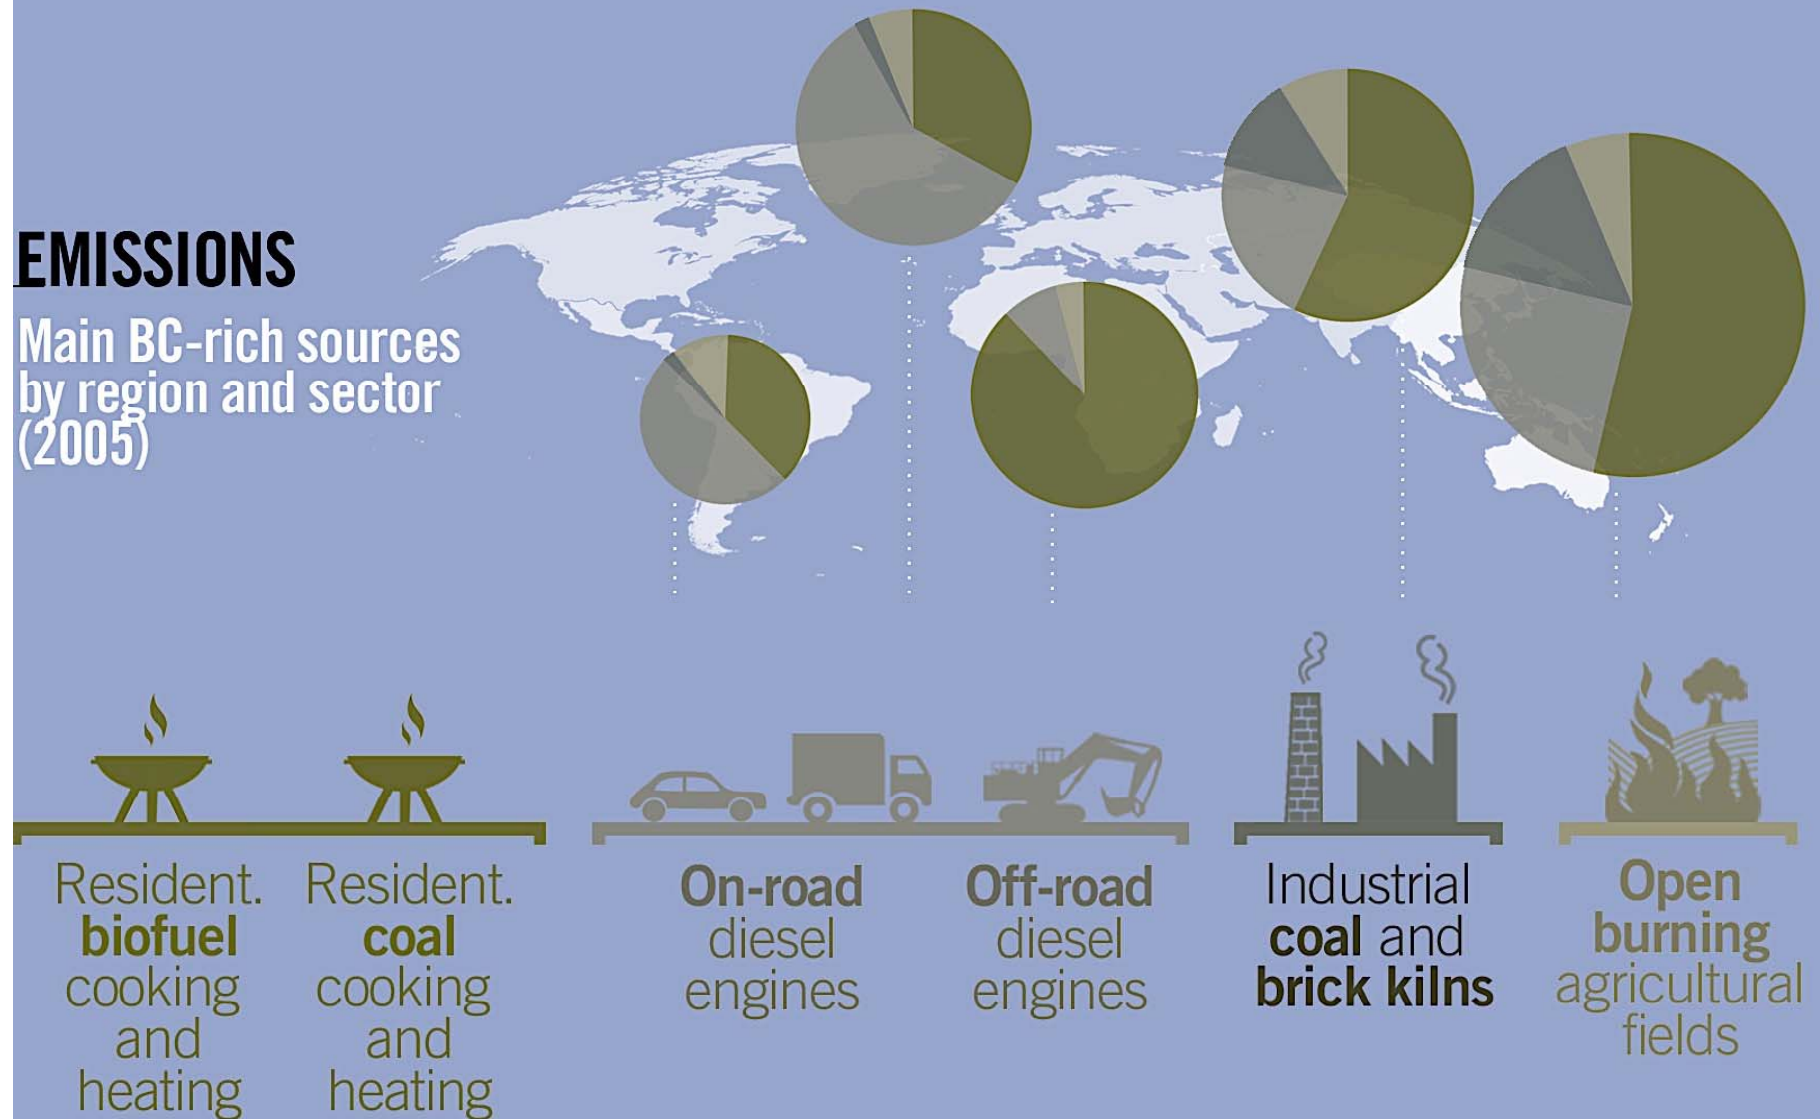 EMISSIONS
Main BC-rich sources
by region and sector
(2005)
Resident.
biofuel
cooking
and
heating
Resident.
coal
cooking
and
heating
On-road
diesel
engines
Off-road
diesel
engines
Industrial
coal and
brick kilns
Open
burning
agricultural
fields